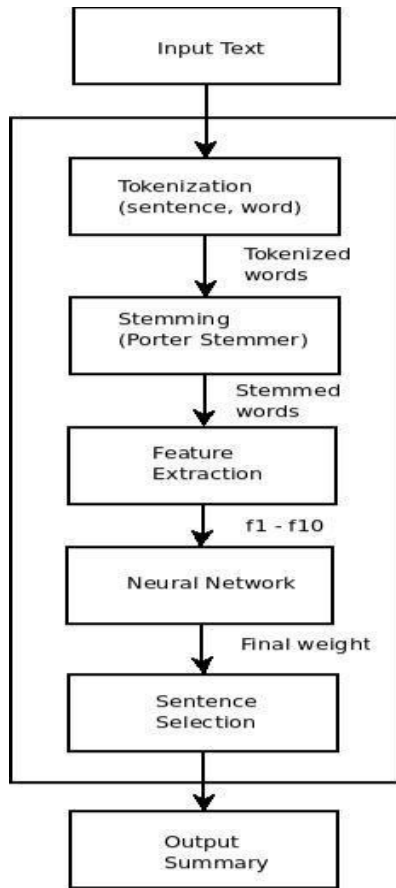 Input Text
Tokenization
(sentence, word)
Tokenized
words
Stemming
(Porter Stemmer)
Stemmed
words
Feature
Extraction
f1 - f10
Neural Network
Final weight
Sentence
Selection
Output
Summary